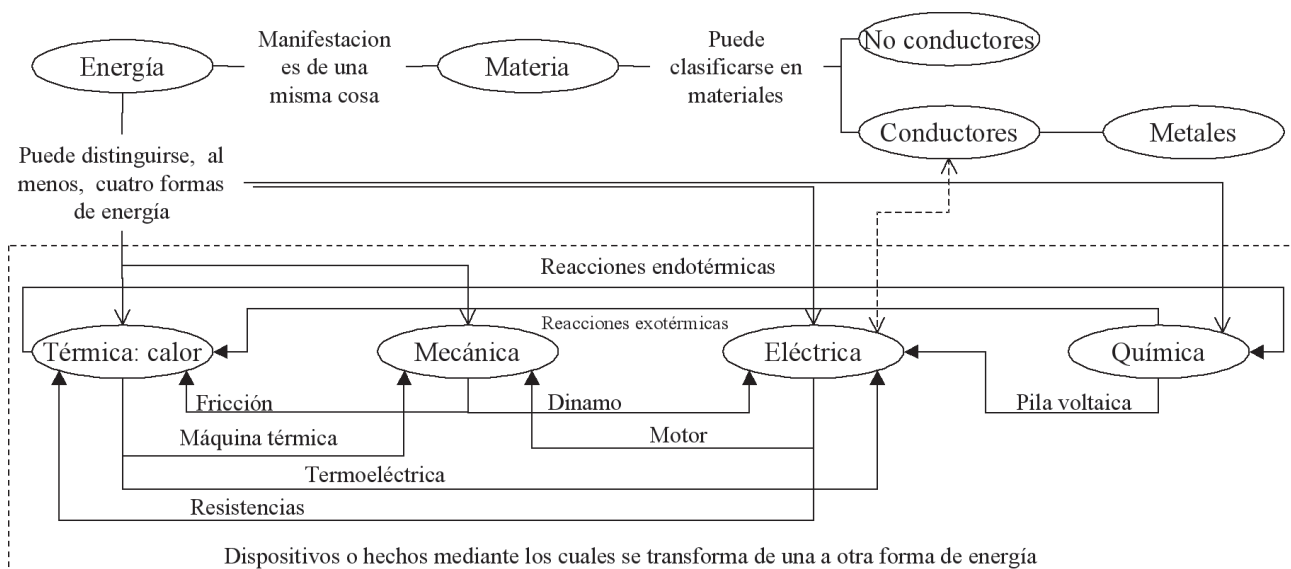 Energía
Manifestacion
es de una
misma cosa
Materia
Puede
clasificarse en
materiales
No conductores
Conductores
Metales
Puede distinguirse, al
menos, cuatro formas
de energía
Reacciones endotérmicas
Reacciones exotérmicas
Térmica: calor
Mecánica
Eléctrica
Química
Fricción
Dinamo
Pila voltaica
Máquina térmica
Motor
Termoeléctrica
Resistencias
Dispositivos o hechos mediante los cuales se transforma de una a otra forma de energía